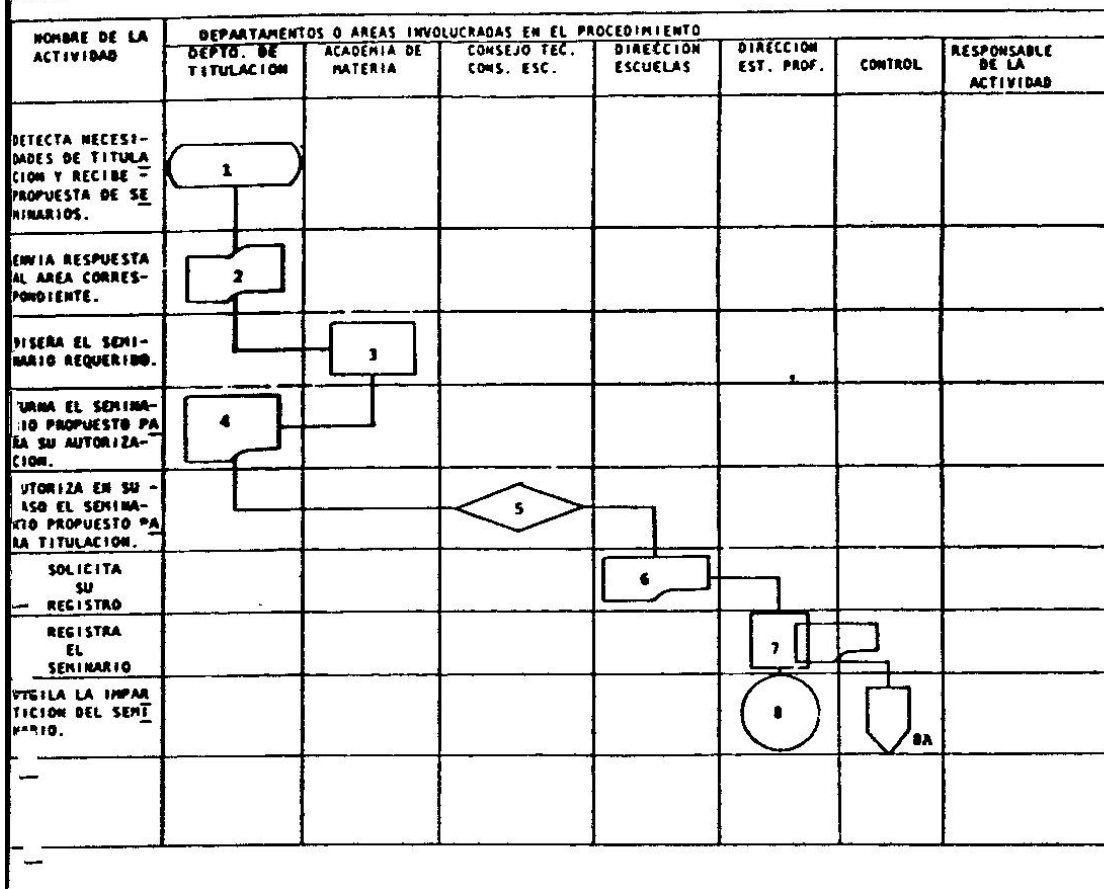 NOMBRE DE LA
ACTIVIDAD
DEPARTAMENTOS O AREAS INVOLUCRADAS EN EL PROCEDIMIENTO
DEPTO. DE
TITULACION
ACADEMIA DE
MATERIA
CONSEJO TEC.
CONS. ESC.
DIRECCIÓN
ESCUELAS
DIRECCION
EST. PROF.
CONTROL
RESPONSABLE
DE LA
ACTIVIDAD
DETECTA NECESI-
DADES DE TITULA
CION Y RECIBE -
PROPUESTA DE SE
MINARIOS.
1
ENVIA RESPUESTA
AL AREA CORRES-
PONDIENTE.
2
DISEÑA EL SEMI-
NARIO REQUERIDO.
3
TURNA EL SEMINA-
RIO PROPUESTO PA
RA SU AUTORIZA-
CION.
4
UTORIZA EN SU -
ASO EL SEMINA-
RIO PROPUESTO PA
RA TITULACION.
5
SOLICITA
SU
REGISTRO
6
REGISTRA
EL
SEMINARIO
7
VIGILA LA IMPAR
TICION DEL SEMI
NARIO.
8
8A